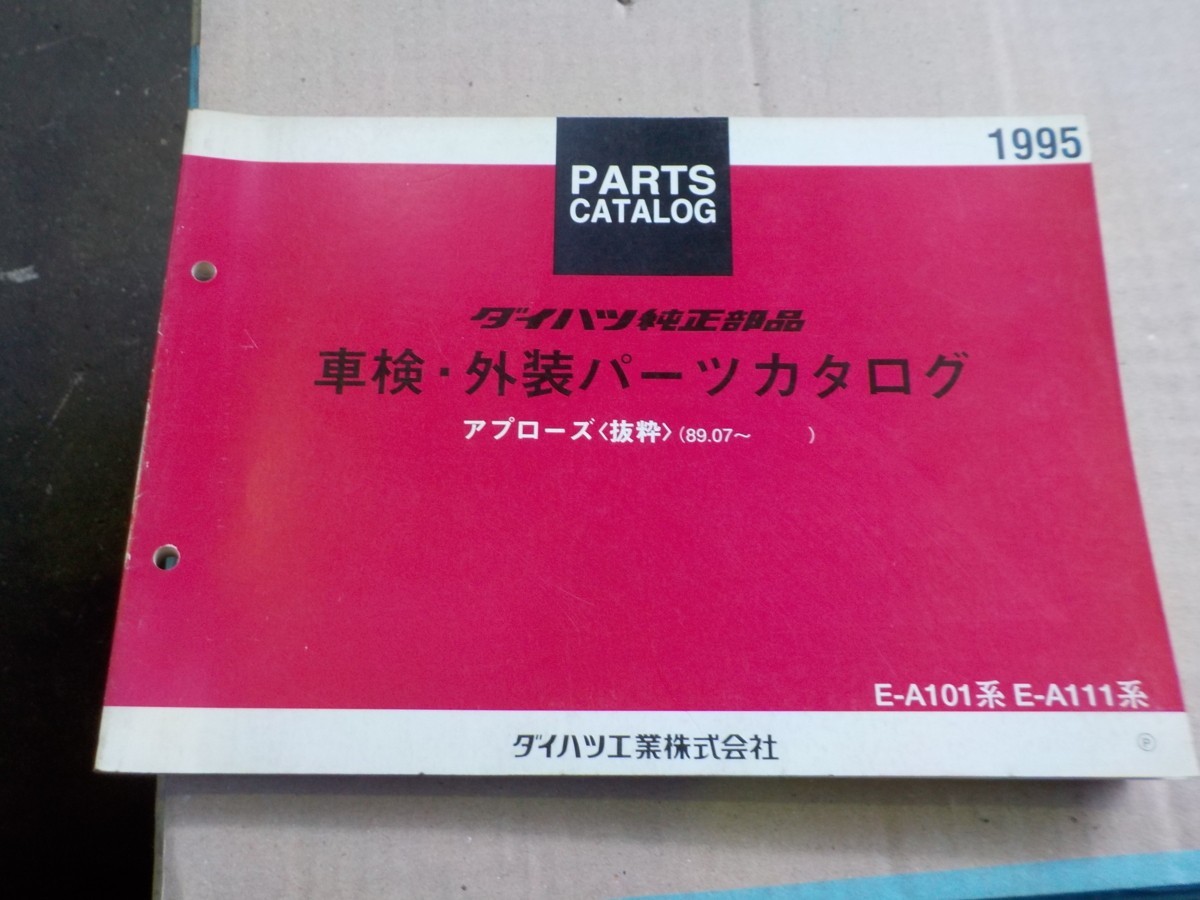 1995
PARTS
CATALOG
ダイハツ純正部品
車検・外装パーツカタログ
アプローズ〈抜粋〉(89.07〜 )
E-A101系 E-A111系
ダイハツ工業株式会社
Ⓟ